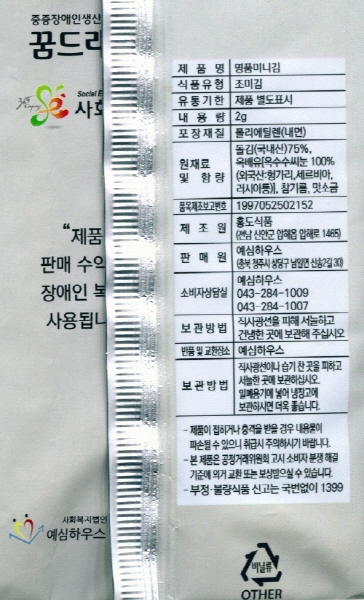 중증장애인생산
꿈드래
Social E
사회
"제품
판매 수익
장애인 복
사용됩니
사회복지법인
예심하우스
제 품 명 명품미니김
식품유형 조미김
유통기한 제품 별도표시
내 용 량 2g
포장재질 폴리에틸렌(내면)
원재료 및 함량 돌김(국내산)75%,
옥배유[옥수수씨눈 100%
(외국산:헝가리,세르비아,
러시아등)], 참기름, 맛소금
품목제조보고번호 1997052502152
제 조 원 홍도식품
(전남 신안군 압해읍 압해로 1465)
판 매 원 예심하우스
(충북 청주시 상당구 남일면 신송2길 30)
소비자상담실 예심하우스
043-284-1009
043-284-1007
보관방법 직사광선을 피해 서늘하고
건냉한 곳에 보관해 주십시오
반품 및 교환장소 예심하우스
보관방법 직사광선이나 습기 찬 곳을 피하고
서늘한 곳에 보관하십시오.
밀폐용기에 넣어 냉장고에
보관하시면 더욱 좋습니다.
- 제품이 접히거나 충격을 받을 경우 내용물이
파손될 수 있으니 취급시 주의하시기 바랍니다.
- 본 제품은 공정거래위원회 고시 소비자 분쟁 해결
기준에 의거 교환 또는 보상받으실 수 있습니다.
- 부정·불량식품 신고는 국번없이 1399
비닐류
OTHER